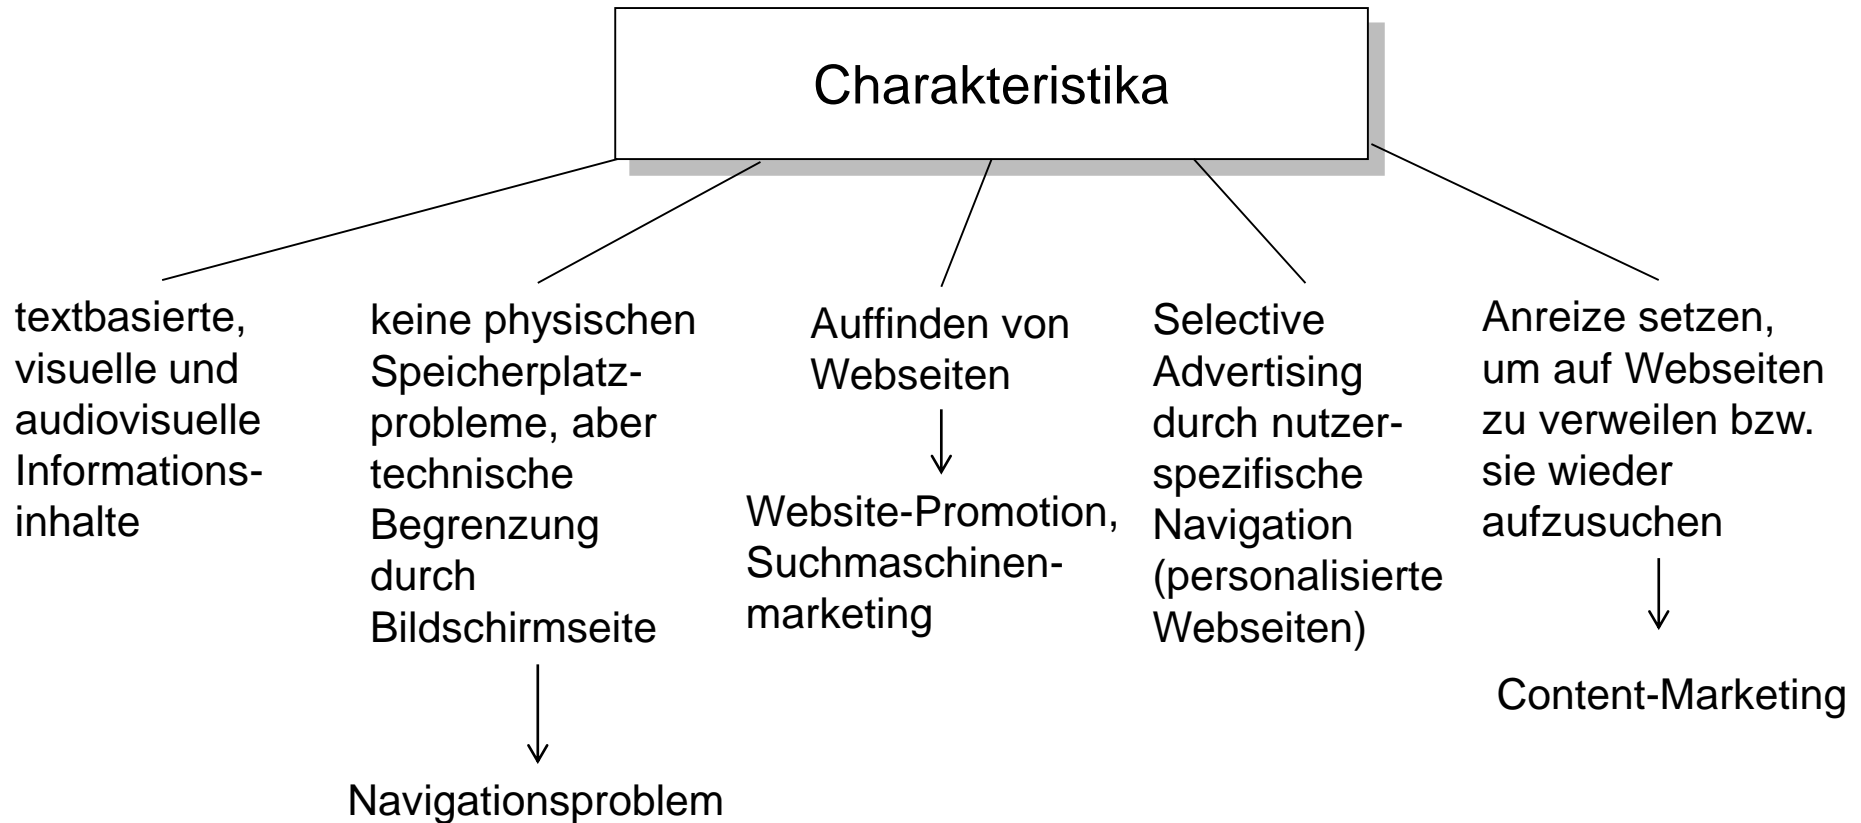 Charakteristika
textbasierte,
visuelle und
audiovisuelle
Informations-
inhalte
keine physischen
Speicherplatz-
probleme, aber
technische
Begrenzung
durch
Bildschirmseite
Navigationsproblem
Auffinden von
Webseiten
Website-Promotion,
Suchmaschinen-
marketing
Selective
Advertising
durch nutzer-
spezifische
Navigation
(personalisierte
Webseiten)
Anreize setzen,
um auf Webseiten
zu verweilen bzw.
sie wieder
aufzusuchen
Content-Marketing